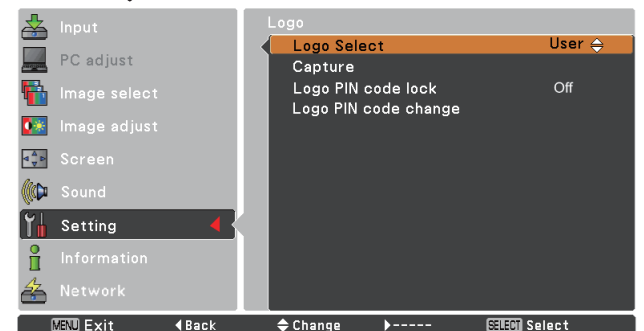 Input
PC adjust
Image select
Image adjust
Screen
Sound
Setting
Information
Network
Logo
Logo Select User
Capture
Logo PIN code lock Off
Logo PIN code change
MENU Exit Back Change ----- SELECT Select